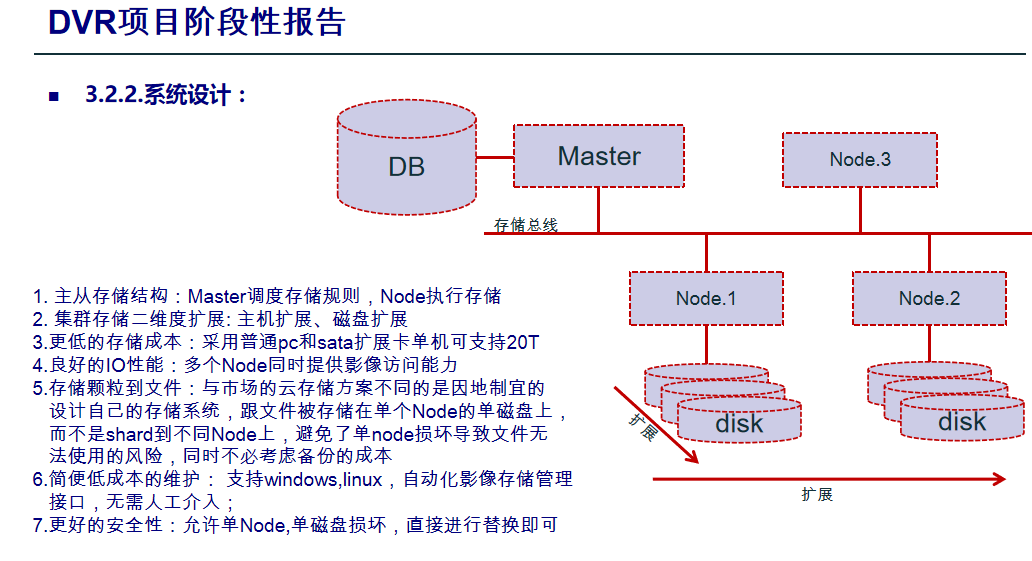 DVR项目阶段性报告
■ 3.2.2.系统设计：
DB
Master
Node.3
存储总线
Node.1
Node.2
disk
disk
扩展
扩展
1. 主从存储结构：Master调度存储规则，Node执行存储
2. 集群存储二维度扩展: 主机扩展、磁盘扩展
3.更低的存储成本：采用普通pc和sata扩展卡单机可支持20T
4.良好的IO性能：多个Node同时提供影像访问能力
5.存储颗粒到文件：与市场的云存储方案不同的是因地制宜的
设计自己的存储系统，跟文件被存储在单个Node的单磁盘上，
而不是shard到不同Node上，避免了单node损坏导致文件无
法使用的风险，同时不必考虑备份的成本
6.简便低成本的维护： 支持windows,linux，自动化影像存储管理
接口，无需人工介入；
7.更好的安全性：允许单Node,单磁盘损坏，直接进行替换即可